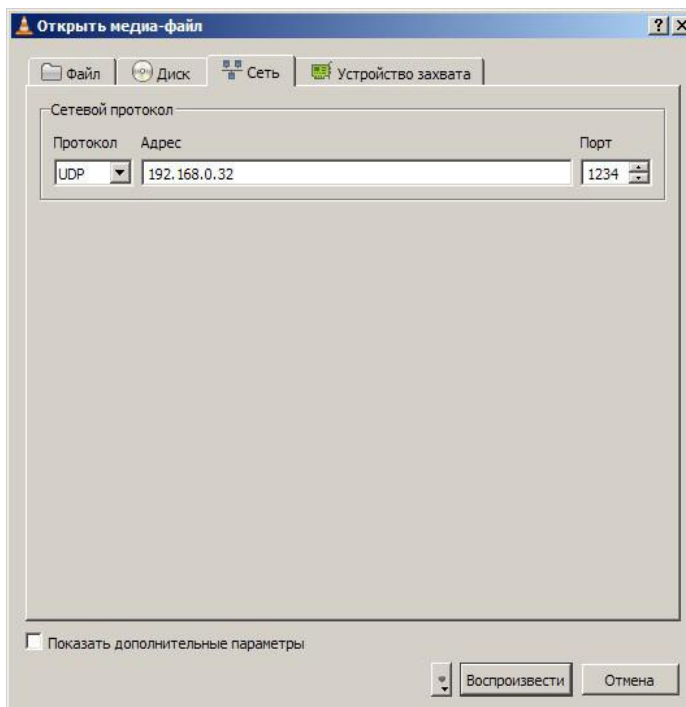 Открыть медиа-файл
Файл Диск Сеть Устройство захвата
Сетевой протокол
Протокол Адрес Порт
UDP 192.168.0.32 1234
Показать дополнительные параметры
Воспроизвести Отмена